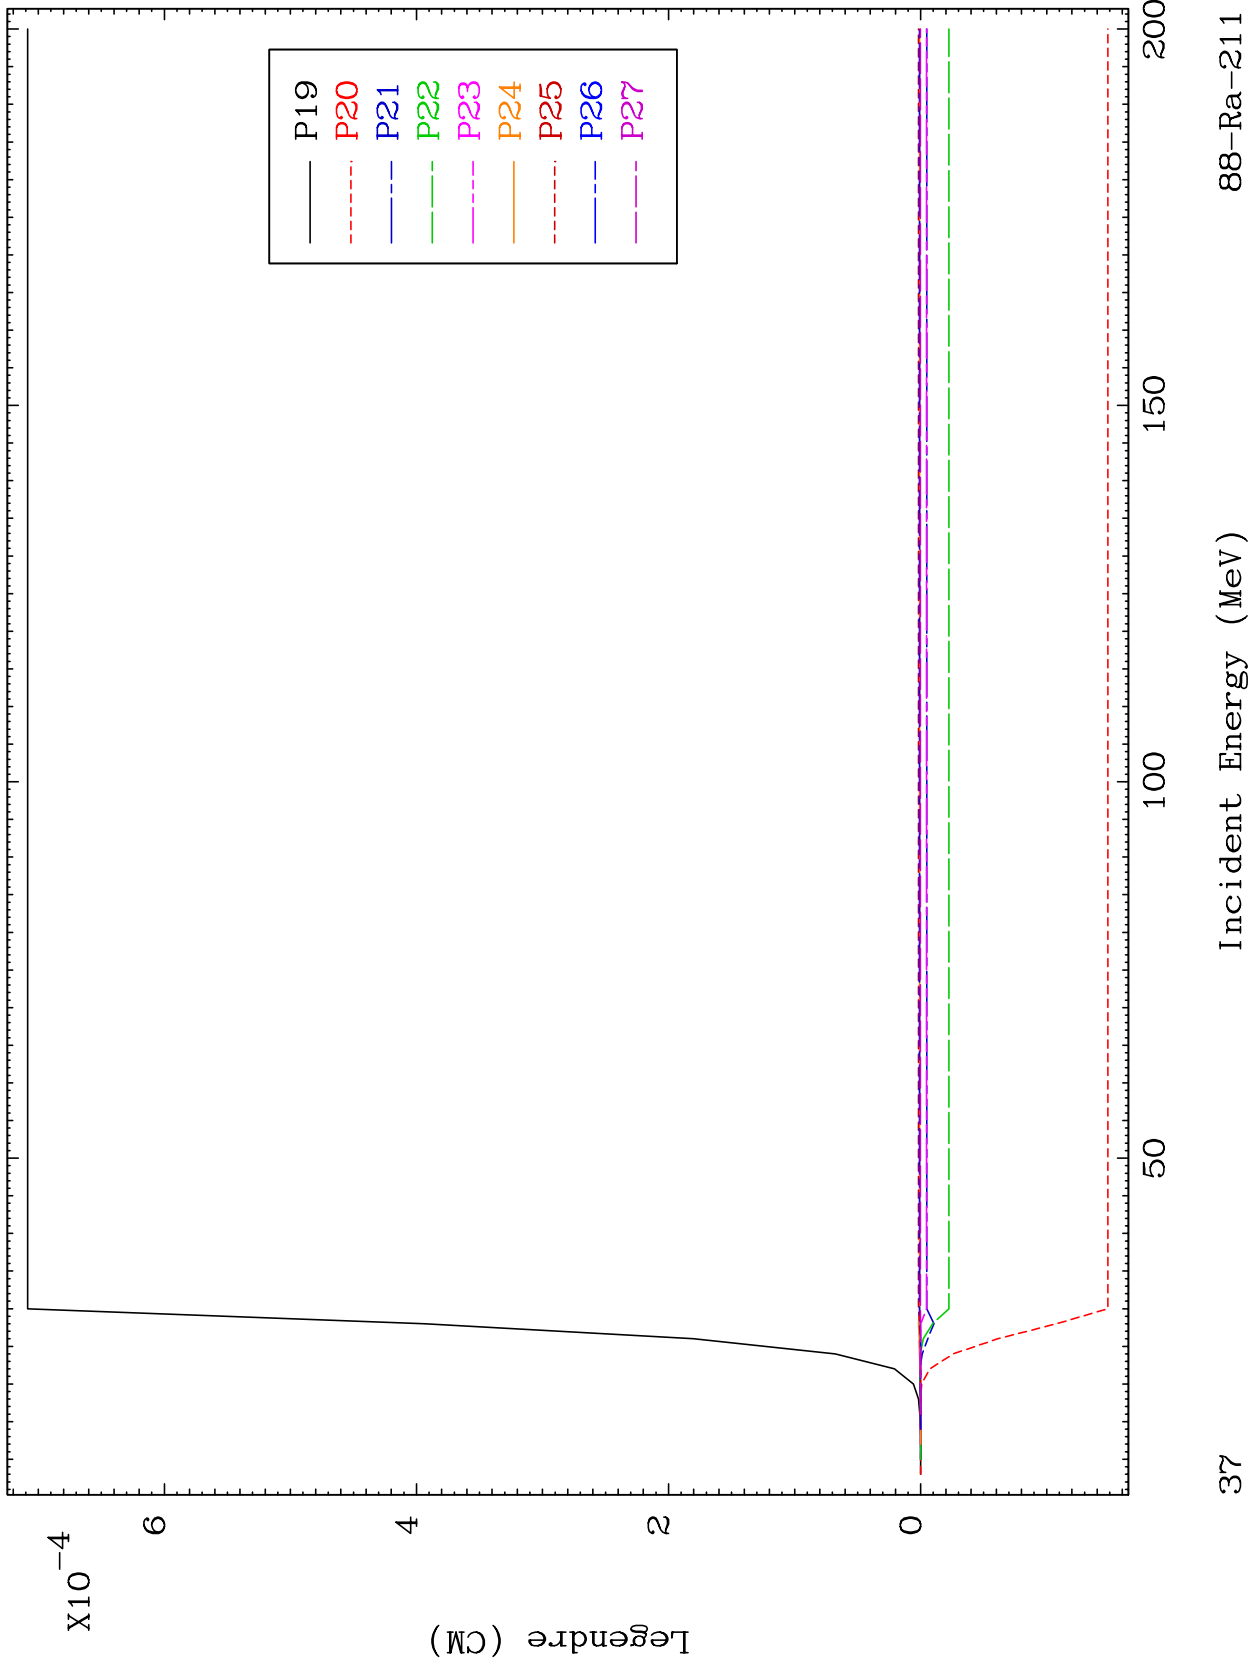 X10-4
6
4
2
0
Legendre (CM)
P19
P20
P21
P22
P23
P24
P25
P26
P27
50
100
150
200
Incident Energy (MeV)
37
88-Ra-211